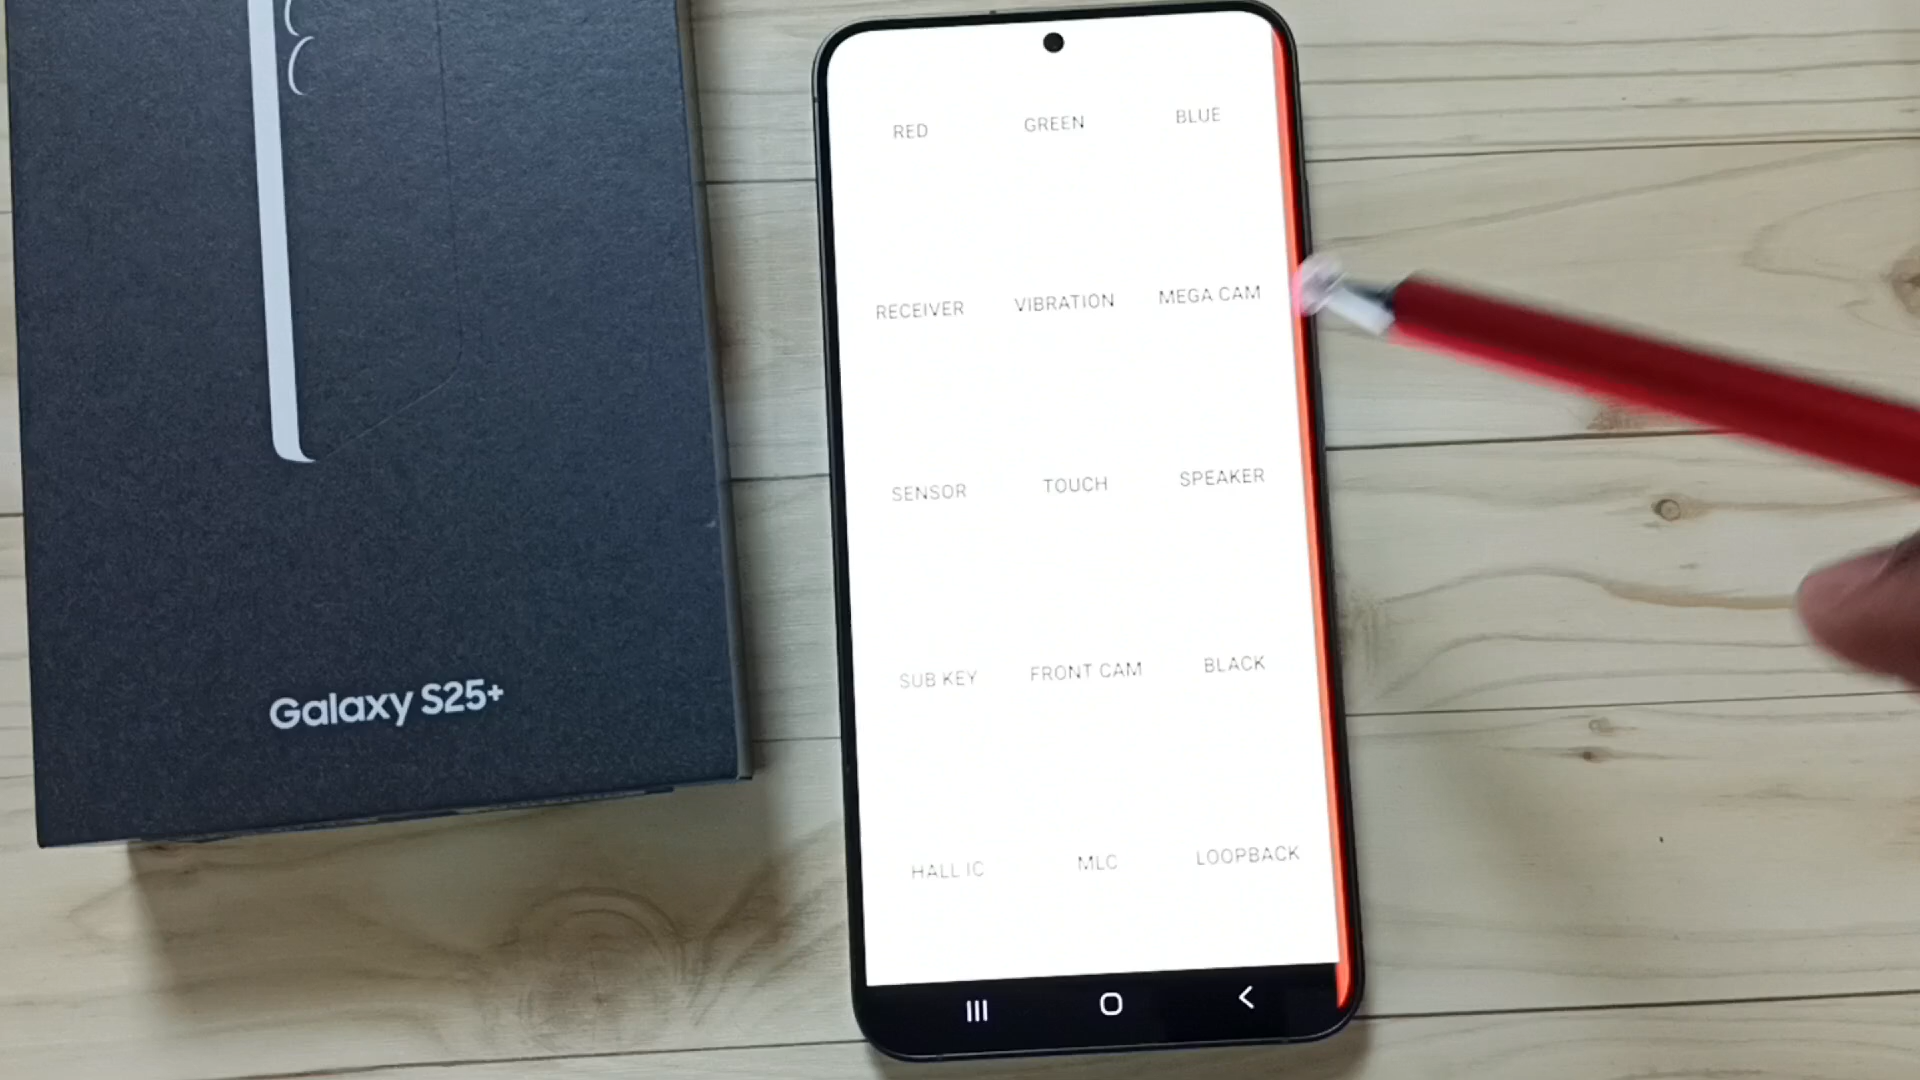 RED GREEN BLUE
RECEIVER VIBRATION MEGA CAM
SENSOR TOUCH SPEAKER
SUB KEY FRONT CAM BLACK
HALL IC MLC LOOPBACK
Galaxy S25+